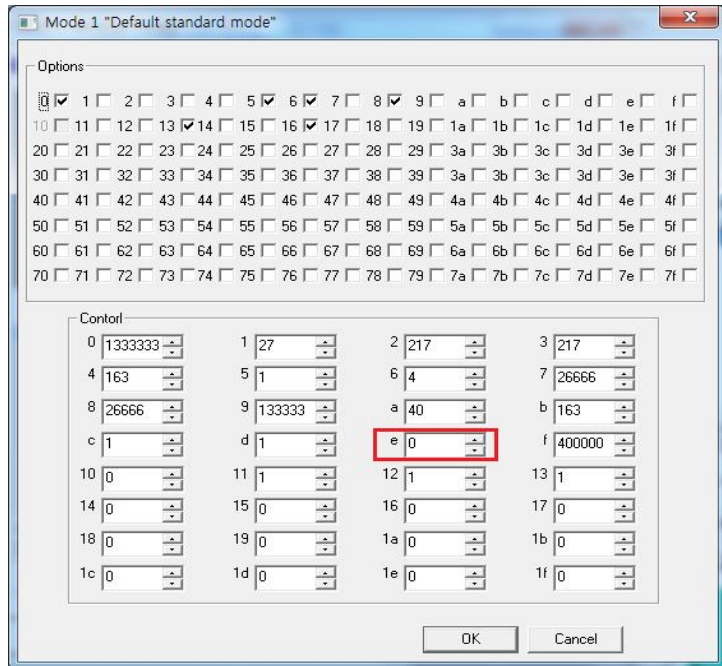 Mode 1 "Default standard mode"
Options
0 1 2 3 4 5 6 7 8 9 a b c d e f
10 11 12 13 14 15 16 17 18 19 1a 1b 1c 1d 1e 1f
20 21 22 23 24 25 26 27 28 29 3a 3b 3c 3d 3e 3f
30 31 32 33 34 35 36 37 38 39 3a 3b 3c 3d 3e 3f
40 41 42 43 44 45 46 47 48 49 4a 4b 4c 4d 4e 4f
50 51 52 53 54 55 56 57 58 59 5a 5b 5c 5d 5e 5f
60 61 62 63 64 65 66 67 68 69 6a 6b 6c 6d 6e 6f
70 71 72 73 74 75 76 77 78 79 7a 7b 7c 7d 7e 7f
Contorl
0 1333333 1 27 2 217 3 217
4 163 5 1 6 4 7 26666
8 26666 9 133333 a 40 b 163
c 1 d 1 e 0 f 400000
10 0 11 1 12 1 13 1
14 0 15 0 16 0 17 0
18 0 19 0 1a 0 1b 0
1c 0 1d 0 1e 0 1f 0
OK Cancel